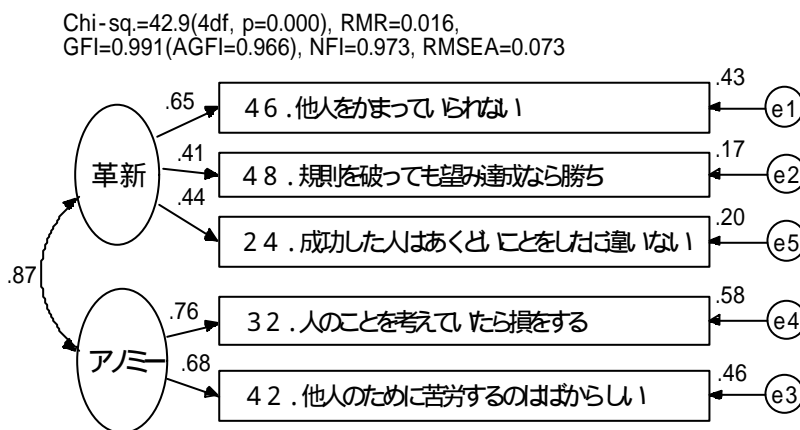 Chi-sq.=42.9(4df, p=0.000), RMR=0.016,
GFI=0.991(AGFI=0.966), NFI=0.973, RMSEA=0.073
.43
.65
46.他人をかまっていられない
e1
.17
.41
革新
48.規則を破っても望み達成なら勝ち
e2
.44
.20
24.成功した人はあくどいことをしたに違いない
e5
.87
.58
.76
32.人のことを考えていたら損をする
e4
アノミー
.68
.46
42.他人のために苦労するのはばからしい
e3